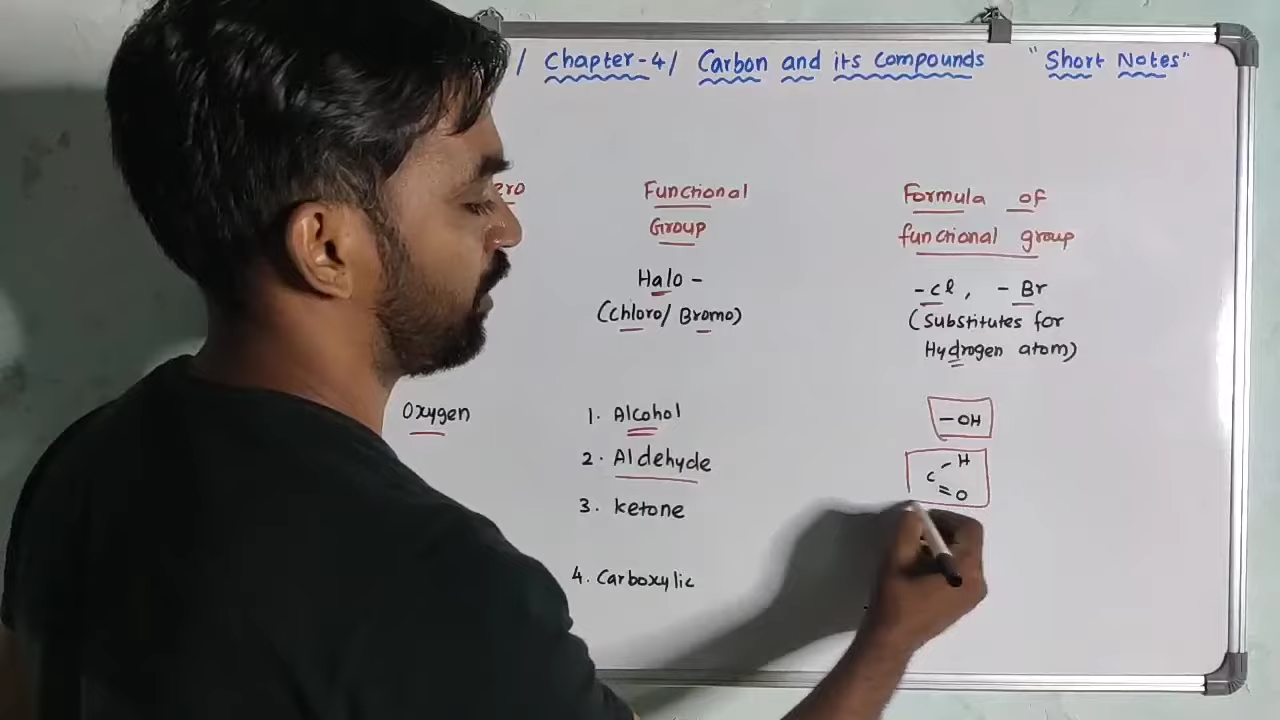 / Chapter-4/ Carbon and its compounds "Short Notes"
Functional
Group
Formula of
functional group
Halo -
(Chloro/ Bromo)
-Cl, - Br
(Substitutes for
Hydrogen atom)
Oxygen
1. Alcohol
- OH
2. Aldehyde
C - H
= O
3. ketone
4. Carboxylic